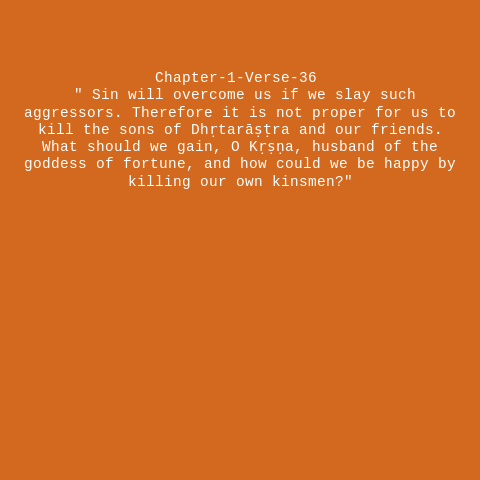 Chapter-1-Verse-36
" Sin will overcome us if we slay such
aggressors. Therefore it is not proper for us to
kill the sons of Dhṛtarāṣṭra and our friends.
What should we gain, O Kṛṣṇa, husband of the
goddess of fortune, and how could we be happy by
killing our own kinsmen?"